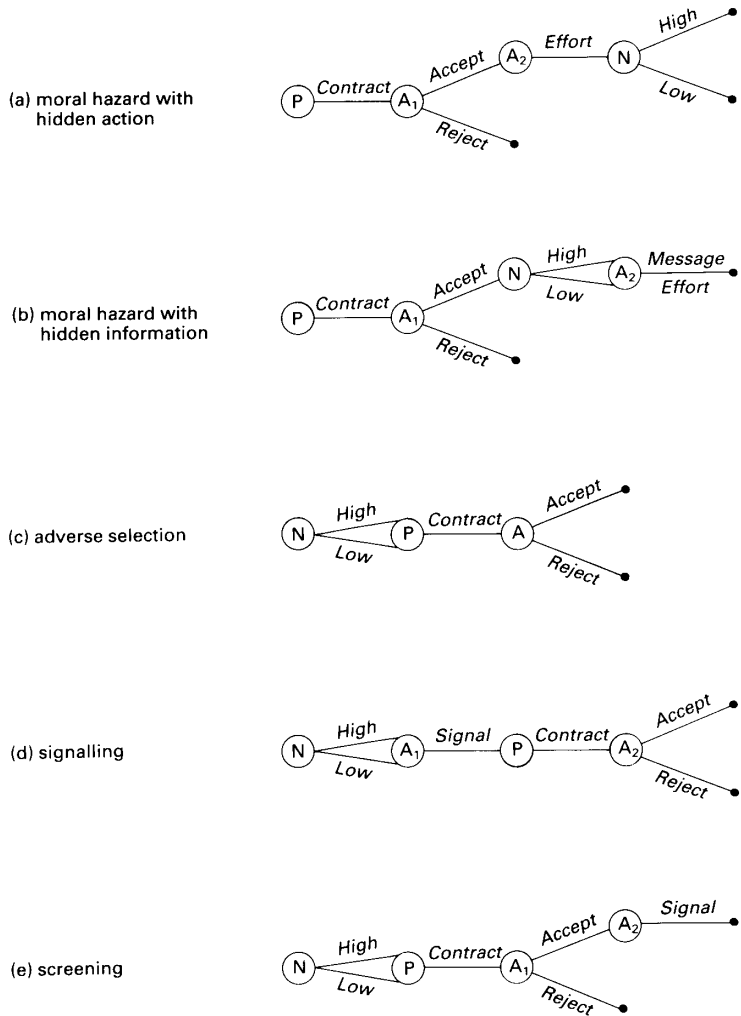 High
Effort
A₂
N
Accept
Low
Contract
P
A₁
(a) moral hazard with
hidden action
Reject
High
Message
Accept
N
Low
A₂
Effort
Contract
P
A₁
(b) moral hazard with
hidden information
Reject
Accept
High
Contract
(c) adverse selection
N
P
A
Low
Reject
Accept
High
Signal
Contract
(d) signalling
N
A₁
P
A₂
Low
Reject
Signal
Accept
A₂
High
Contract
(e) screening
N
P
A₁
Low
Reject